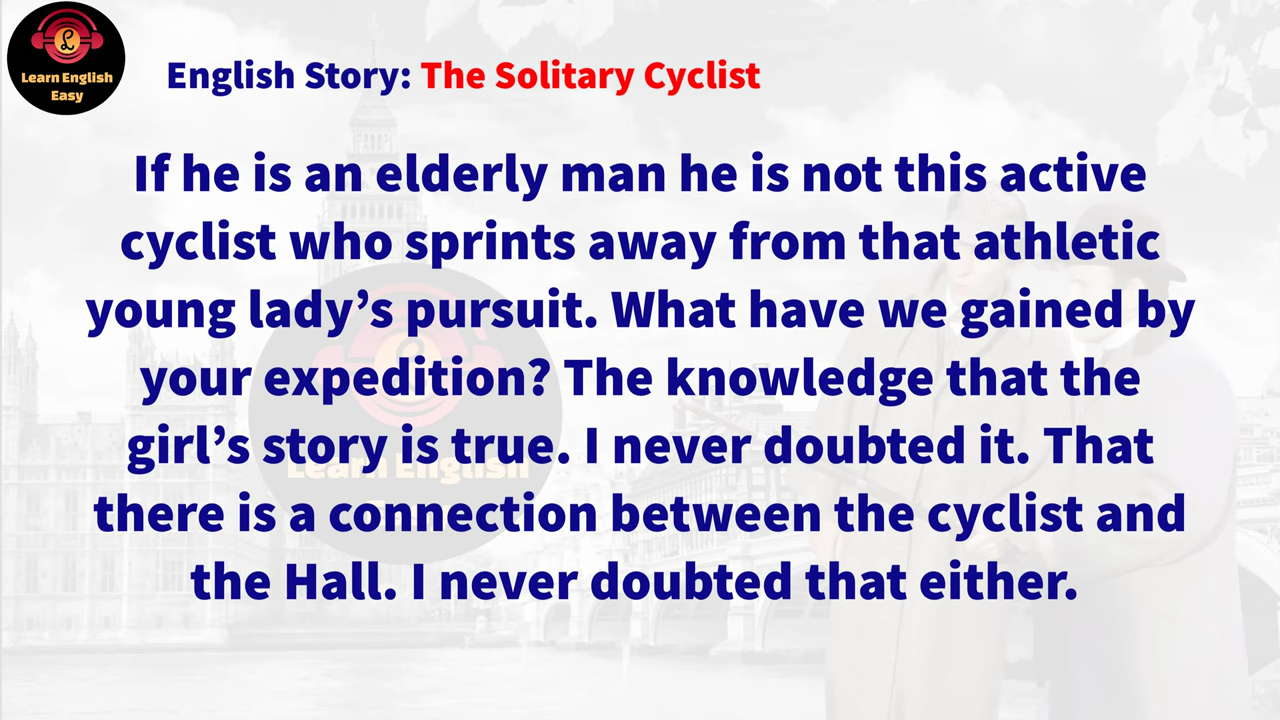 Learn English
Easy
English Story: The Solitary Cyclist
If he is an elderly man he is not this active
cyclist who sprints away from that athletic
young lady’s pursuit. What have we gained by
your expedition? The knowledge that the
girl’s story is true. I never doubted it. That
there is a connection between the cyclist and
the Hall. I never doubted that either.
Learn English